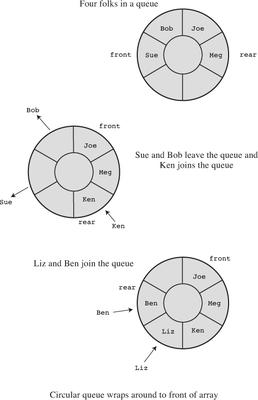 Four folks in a queue
Bob Joe
front Sue Meg rear
Bob
front
Joe
Sue and Bob leave the queue and
Ken joins the queue
Meg
Sue
Ken
rear
Ken
Liz and Ben join the queue
front
Joe
rear
Ben Meg
Ben
Liz Ken
Liz
Circular queue wraps around to front of array